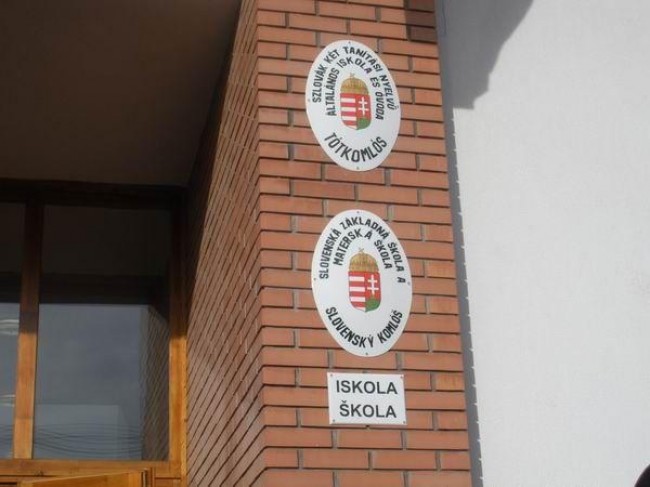 SZLOVÁK KÉT TANÍTÁSI NYELVŰ
ÁLTALÁNOS ISKOLA ÉS ÓVODA
TÓTKOMLÓS
SLOVENSKÁ ZÁKLADNÁ ŠKOLA A
MATERSKÁ ŠKOLA
SLOVENSKÝ KOMLÓŠ
ISKOLA
ŠKOLA